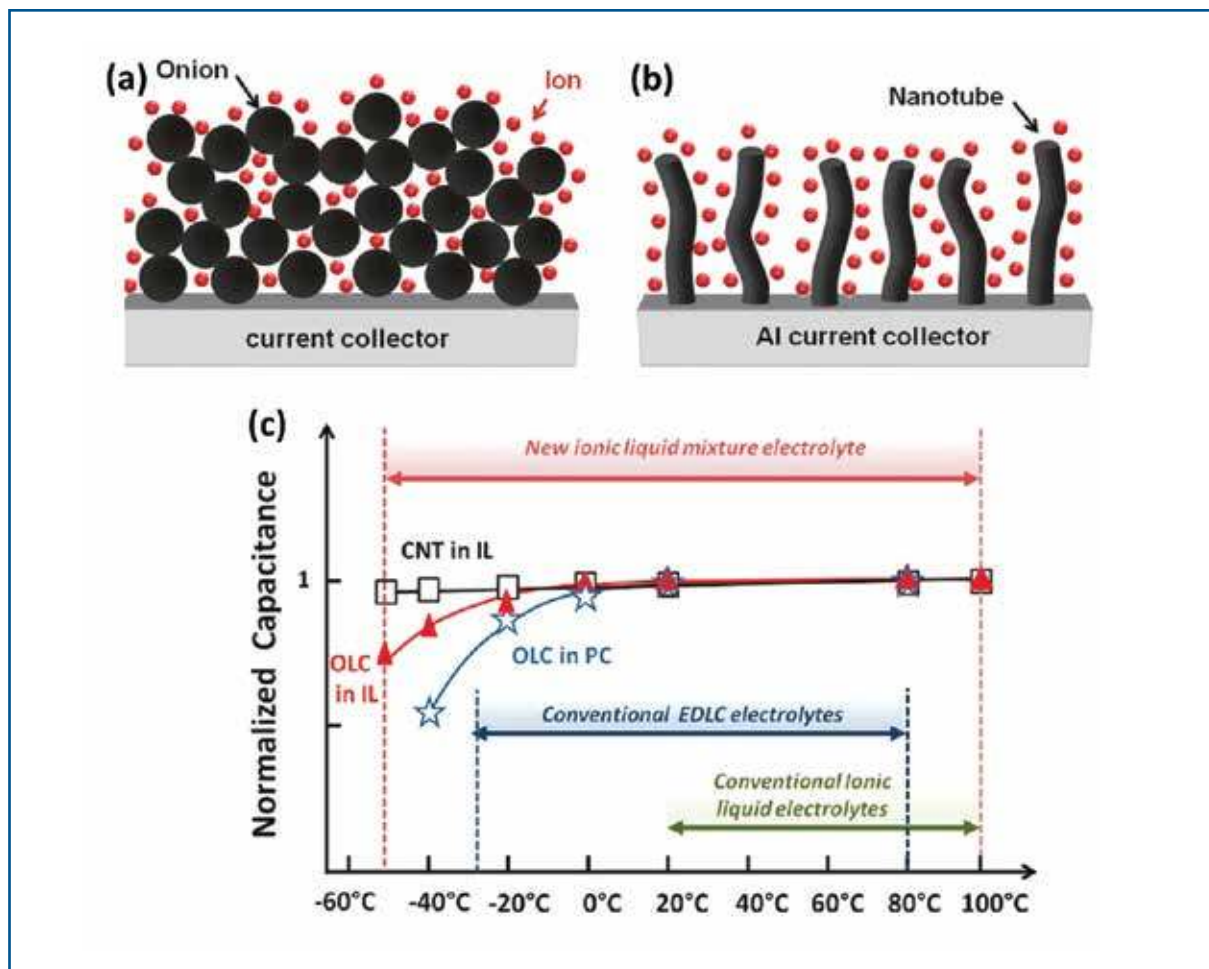 (a)
Onion
Ion
current collector
(b)
Nanotube
Al current collector
(c)
New ionic liquid mixture electrolyte
CNT in IL
1
OLC
in IL
OLC in PC
Conventional EDLC electrolytes
Conventional Ionic
liquid electrolytes
Normalized Capacitance
-60°C -40°C -20°C 0°C 20°C 40°C 60°C 80°C 100°C